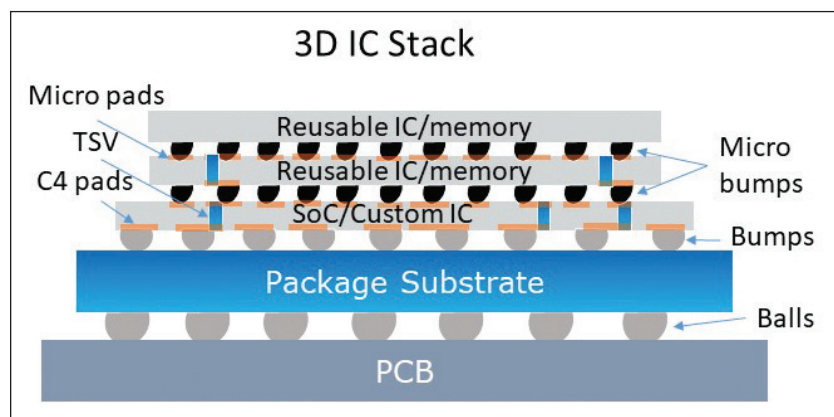 3D IC Stack
Micro pads
TSV
C4 pads
Reusable IC/memory
Reusable IC/memory
SoC/Custom IC
Micro
bumps
Bumps
Package Substrate
Balls
PCB